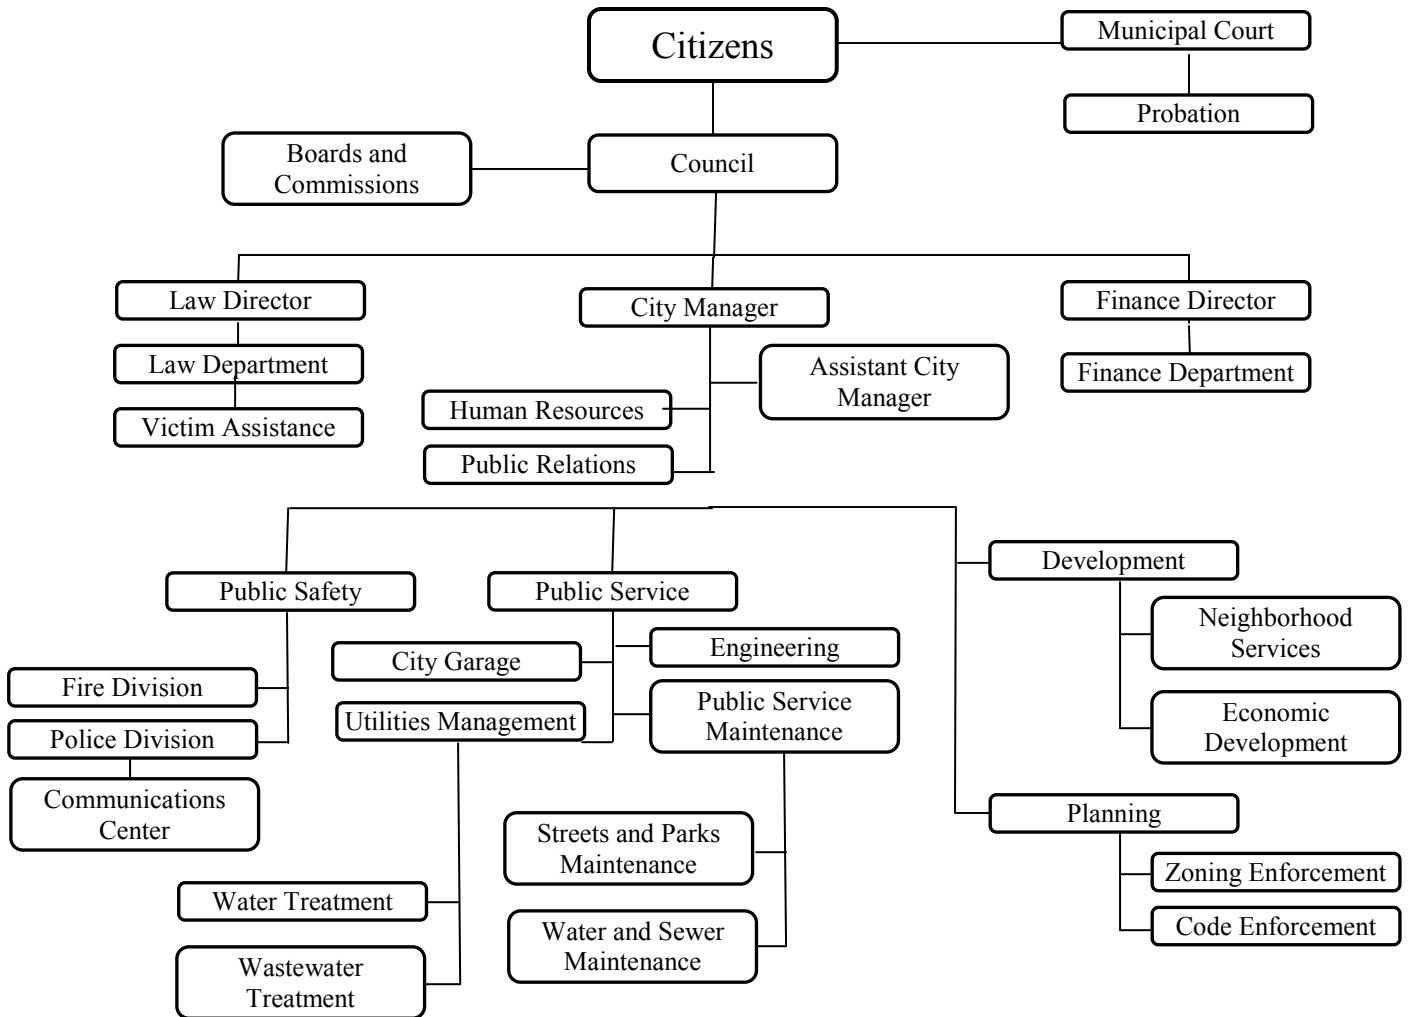 Citizens
Municipal Court
Probation
Boards and
Commissions
Council
Law Director
City Manager
Finance Director
Law Department
Assistant City
Manager
Finance Department
Human Resources
Victim Assistance
Public Relations
Development
Public Safety
Public Service
Neighborhood
Services
Engineering
City Garage
Fire Division
Public Service
Maintenance
Utilities Management
Police Division
Economic
Development
Communications
Center
Planning
Streets and Parks
Maintenance
Zoning Enforcement
Water Treatment
Code Enforcement
Water and Sewer
Maintenance
Wastewater
Treatment